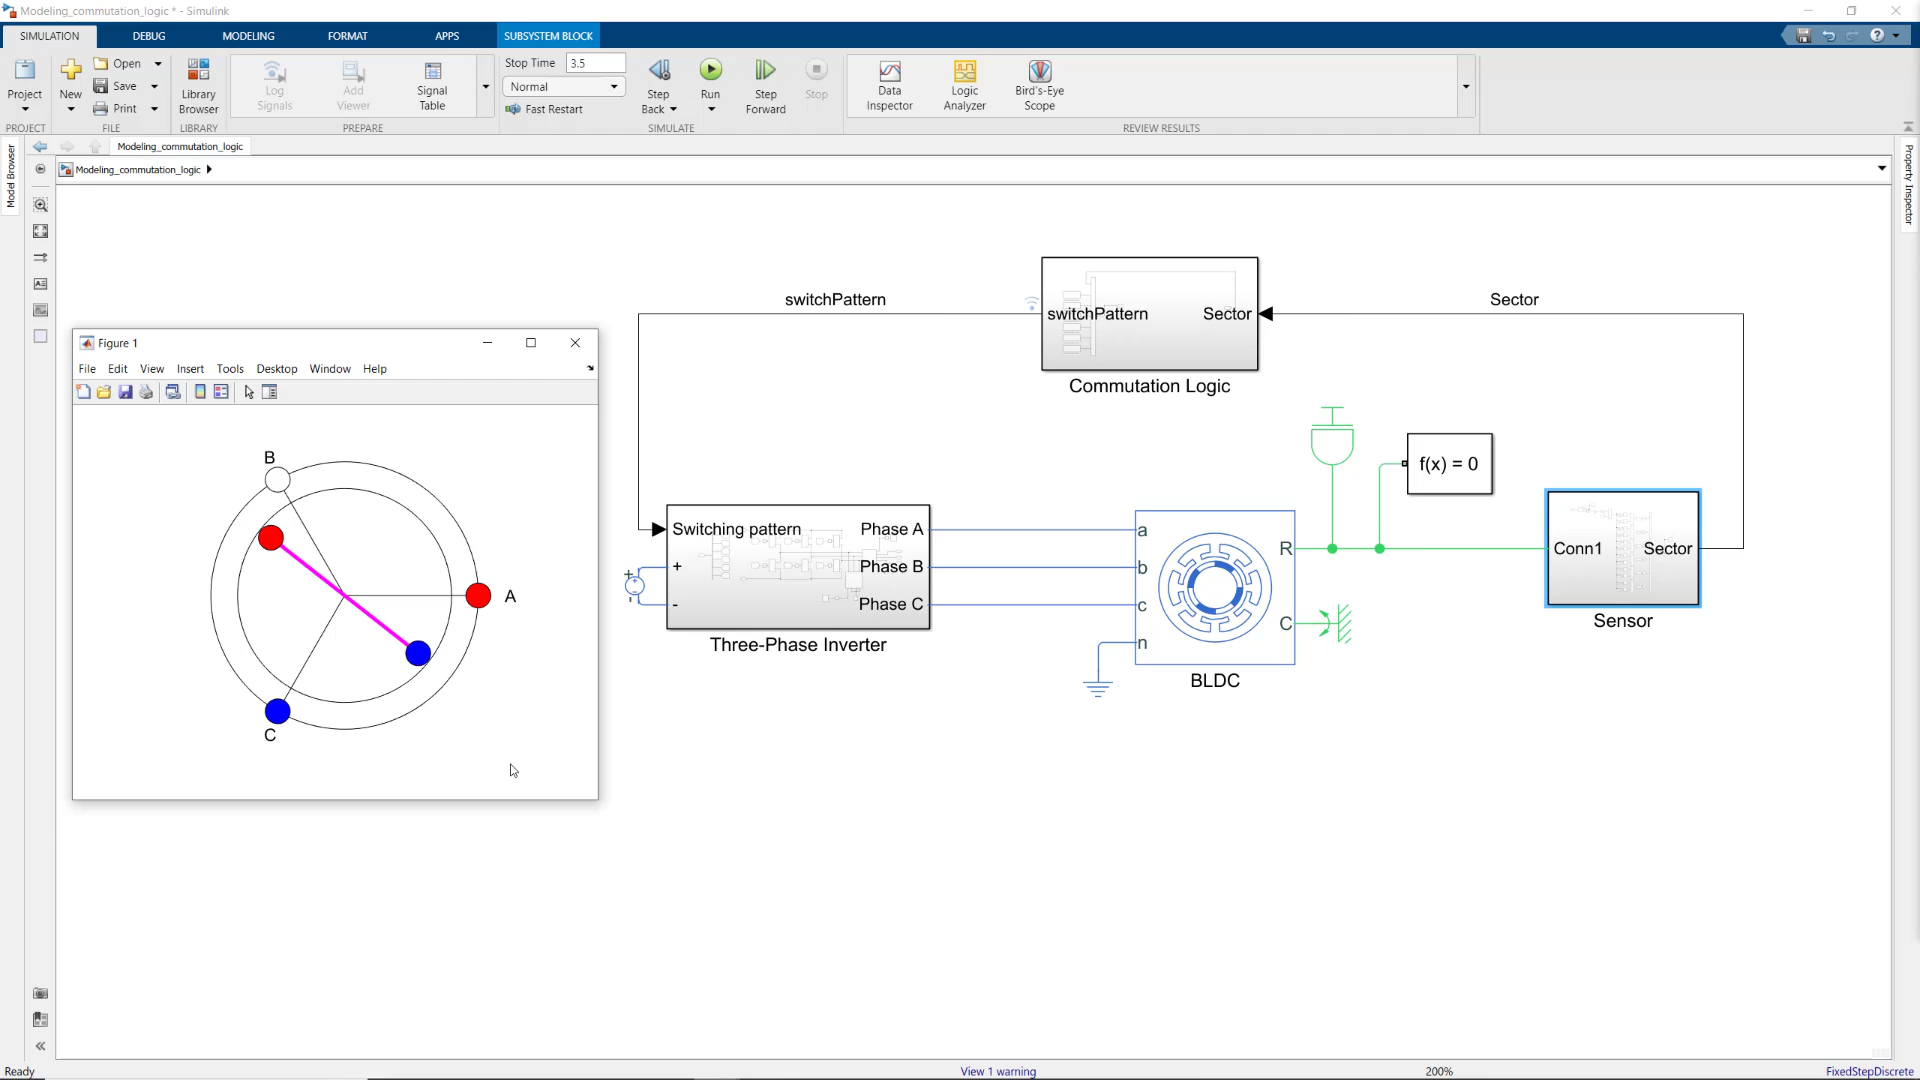 Modeling_commutation_logic * - Simulink
SIMULATION DEBUG MODELING FORMAT APPS SUBSYSTEM BLOCK
Project New Open Save Print Library Browser Log Signals Add Viewer Signal Table
Stop Time 3.5
Normal
Fast Restart
Step Back Run Step Forward Stop
Data Inspector Logic Analyzer Bird's-Eye Scope
PROJECT FILE LIBRARY PREPARE SIMULATE REVIEW RESULTS
Model Browser
Property Inspector
Modeling_commutation_logic
Modeling_commutation_logic
switchPattern
Sector
switchPattern Sector
Commutation Logic
Figure 1
File Edit View Insert Tools Desktop Window Help
B
A
C
f(x) = 0
Switching pattern Phase A
+ Phase B
- Phase C
Three-Phase Inverter
a
b
c
n
R
C
BLDC
Conn1 Sector
Sensor
Ready View 1 warning 200% FixedStepDiscrete